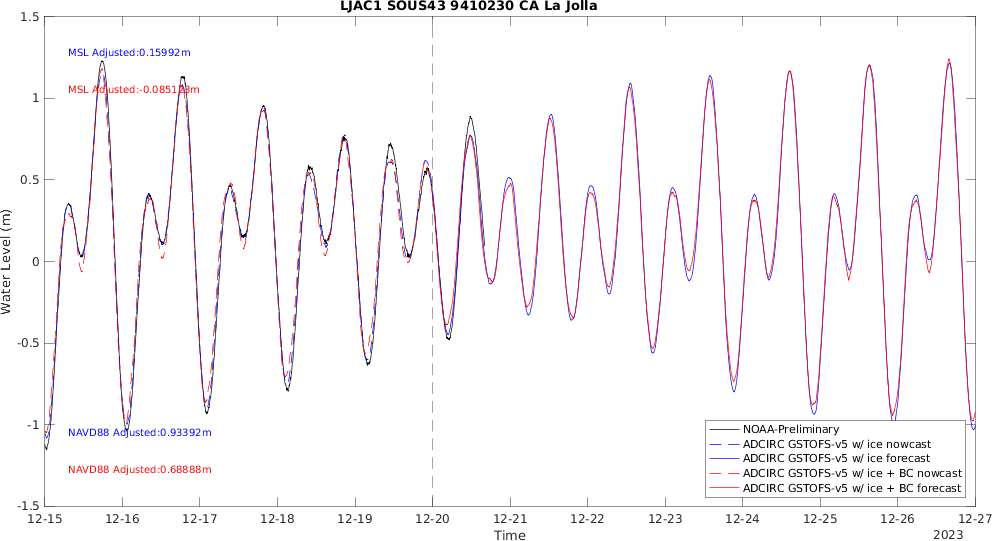 LJAC1 SOUS43 9410230 CA La Jolla
1.5
MSL Adjusted:0.15992m
MSL Adjusted:-0.085123m
1
0.5
0
-0.5
-1
-1.5
Water Level (m)
NAVD88 Adjusted:0.93392m
NAVD88 Adjusted:0.68888m
NOAA-Preliminary
ADCIRC GSTOFS-v5 w/ ice nowcast
ADCIRC GSTOFS-v5 w/ ice forecast
ADCIRC GSTOFS-v5 w/ ice + BC nowcast
ADCIRC GSTOFS-v5 w/ ice + BC forecast
12-15 12-16 12-17 12-18 12-19 12-20 12-21 12-22 12-23 12-24 12-25 12-26 12-27
Time
2023